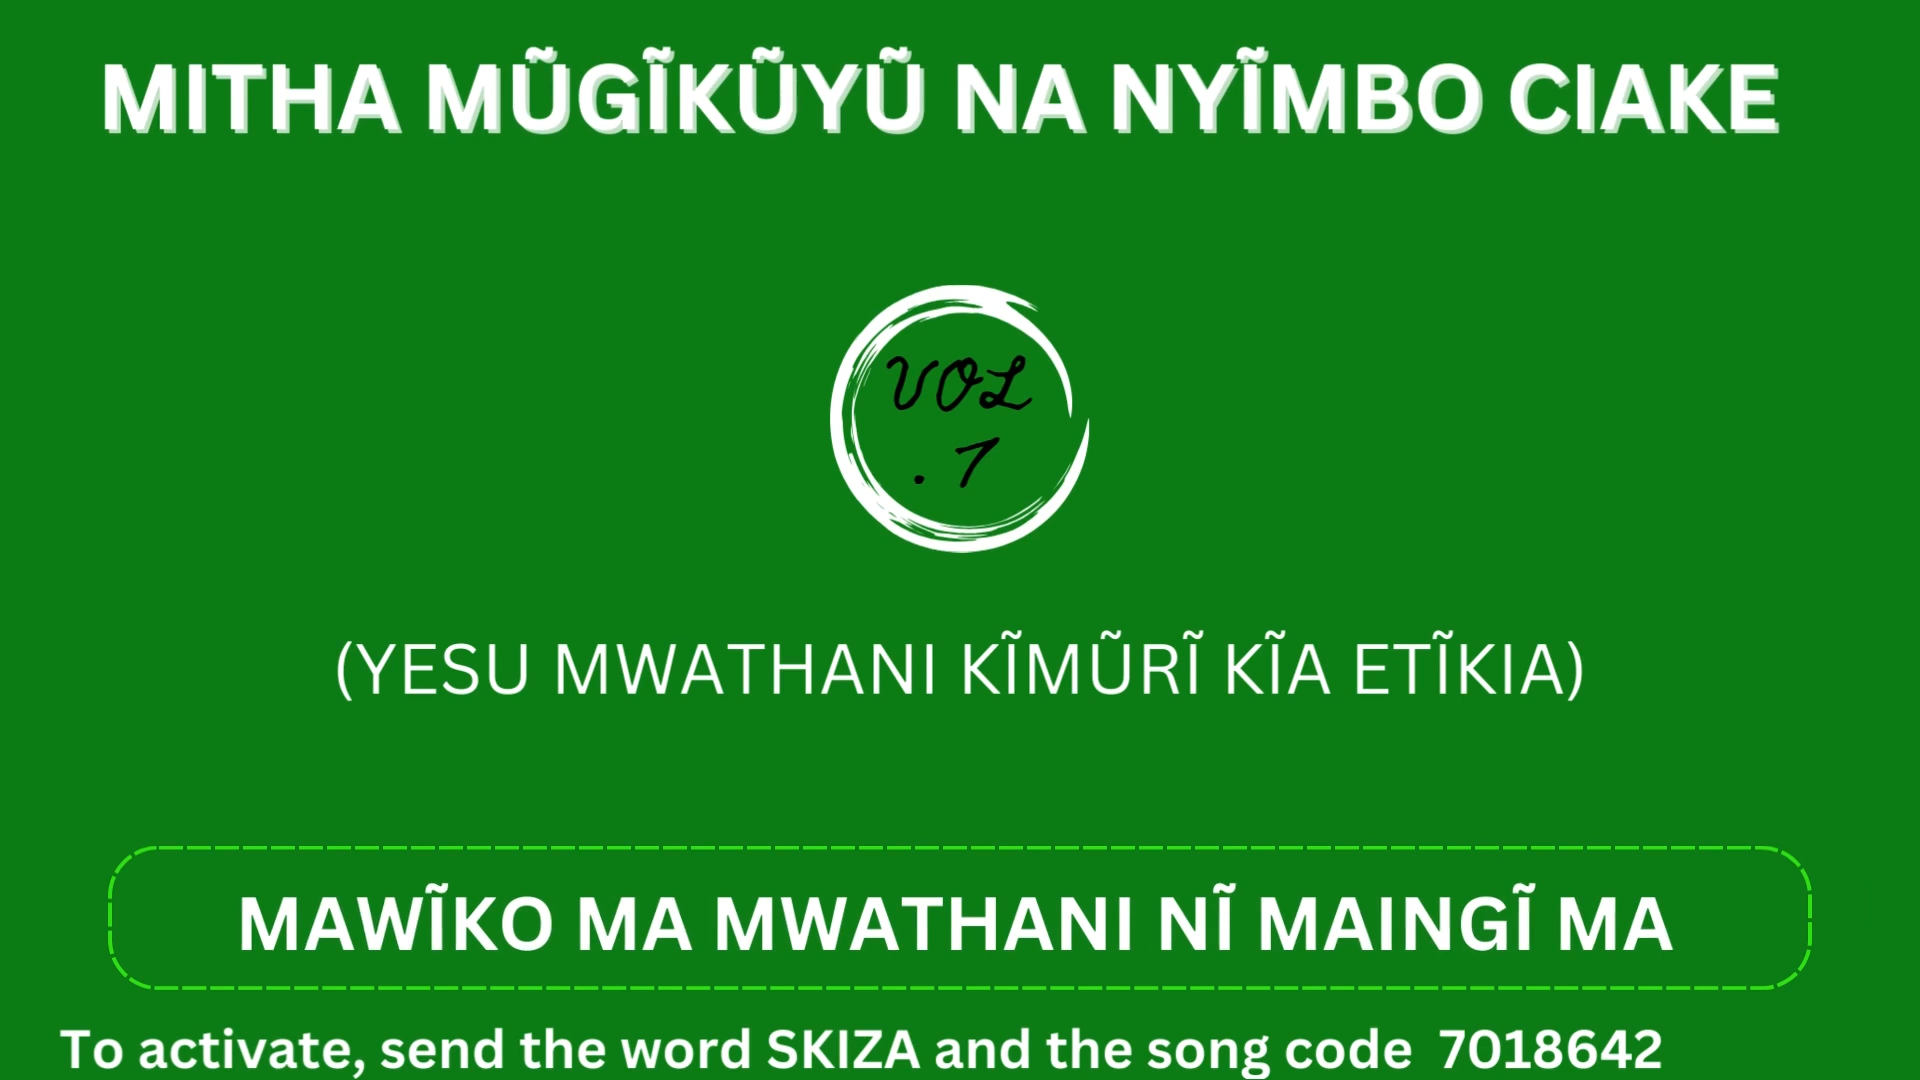 MITHA MŨGĨKŨYŨ NA NYĨMBO CIAKE
VOL
. 7
(YESU MWATHANI KĨMŨRĨ KĨA ETĨKIA)
MAWĨKO MA MWATHANI NĨ MAINGĨ MA
To activate, send the word SKIZA and the song code 7018642